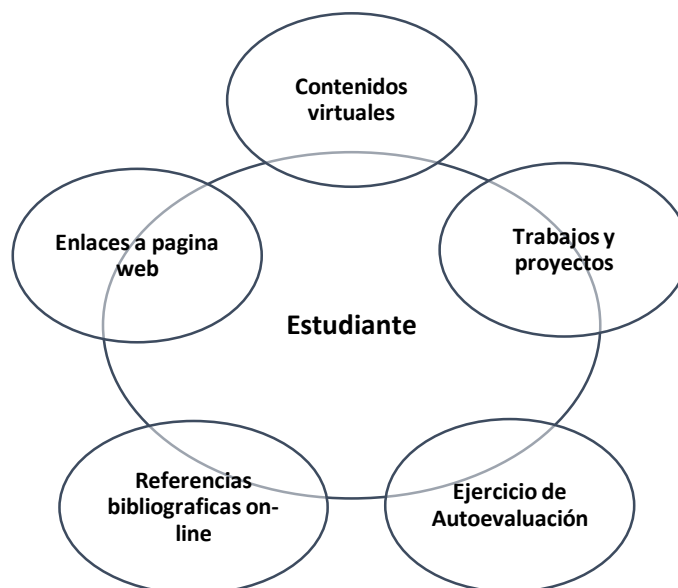 Contenidos
virtuales
Enlaces a pagina
web
Trabajos y
proyectos
Estudiante
Referencias
bibliograficas on-
line
Ejercicio de
Autoevaluación